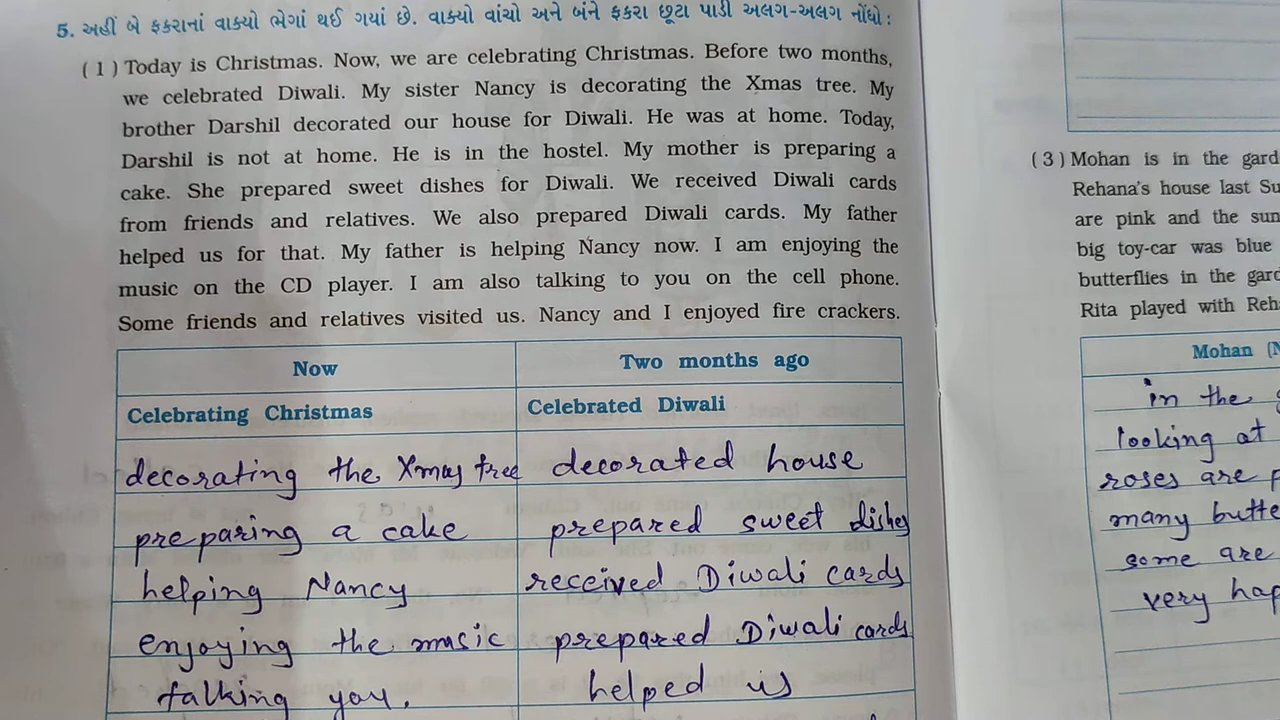 5. અહીં બે ફકરાનાં વાક્યો ભેગાં થઈ ગયાં છે. વાક્યો વાંચો અને બંને ફકરા છૂટા પાડી અલગ-અલગ નોંધો :
( 1 ) Today is Christmas. Now, we are celebrating Christmas. Before two months,
we celebrated Diwali. My sister Nancy is decorating the Xmas tree. My
brother Darshil decorated our house for Diwali. He was at home. Today,
Darshil is not at home. He is in the hostel. My mother is preparing a
cake. She prepared sweet dishes for Diwali. We received Diwali cards
from friends and relatives. We also prepared Diwali cards. My father
helped us for that. My father is helping Nancy now. I am enjoying the
music on the CD player. I am also talking to you on the cell phone.
Some friends and relatives visited us. Nancy and I enjoyed fire crackers.
Now Two months ago
Celebrating Christmas Celebrated Diwali
decorating the Xmas tree decorated house
preparing a cake prepared sweet dishes
helping Nancy received Diwali cards
enjoying the music prepared Diwali cards
talking you. helped us
( 3 ) Mohan is in the gard
Rehana's house last Su
are pink and the sun
big toy-car was blue
butterflies in the gard
Rita played with Reh
Mohan (N
in the g
looking at
roses are p
many butte
some are
very hap